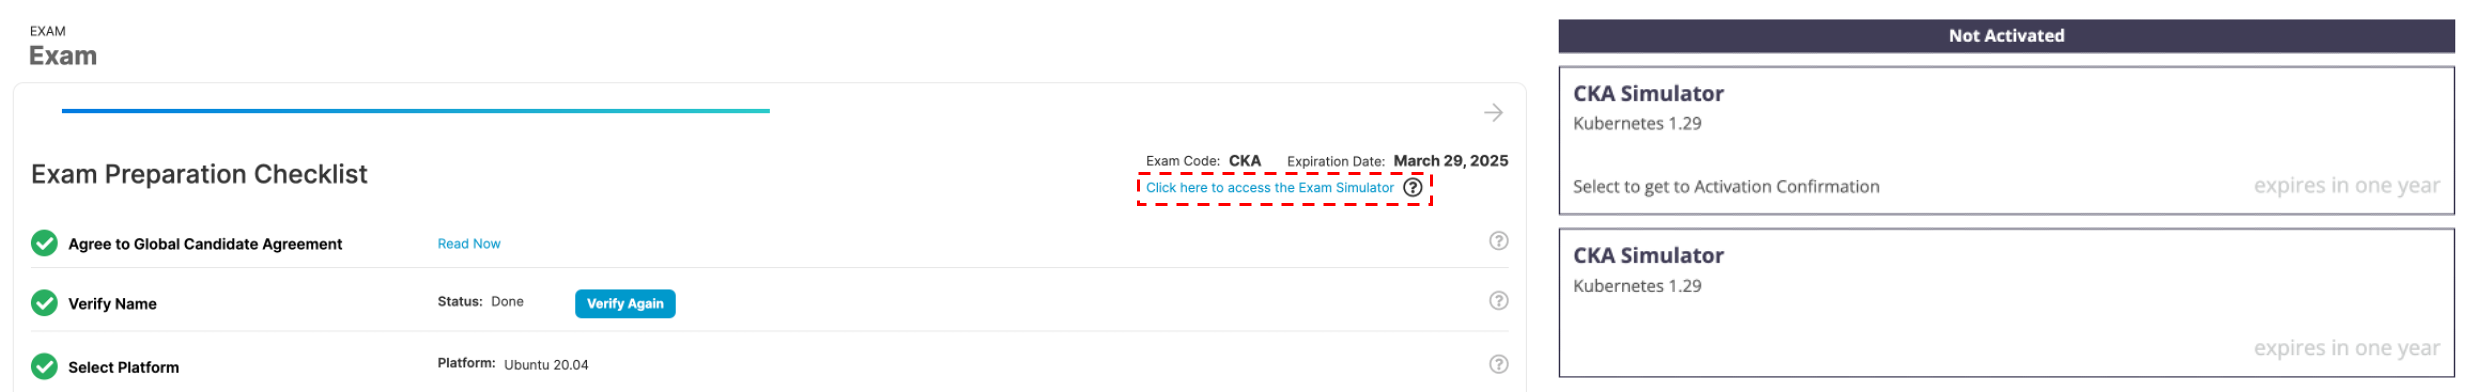 EXAM
Exam
Exam Preparation Checklist
Exam Code: CKA Expiration Date: March 29, 2025
Click here to access the Exam Simulator ?
Agree to Global Candidate Agreement Read Now ?
Verify Name Status: Done Verify Again ?
Select Platform Platform: Ubuntu 20.04 ?
Not Activated
CKA Simulator
Kubernetes 1.29
Select to get to Activation Confirmation expires in one year
CKA Simulator
Kubernetes 1.29
expires in one year